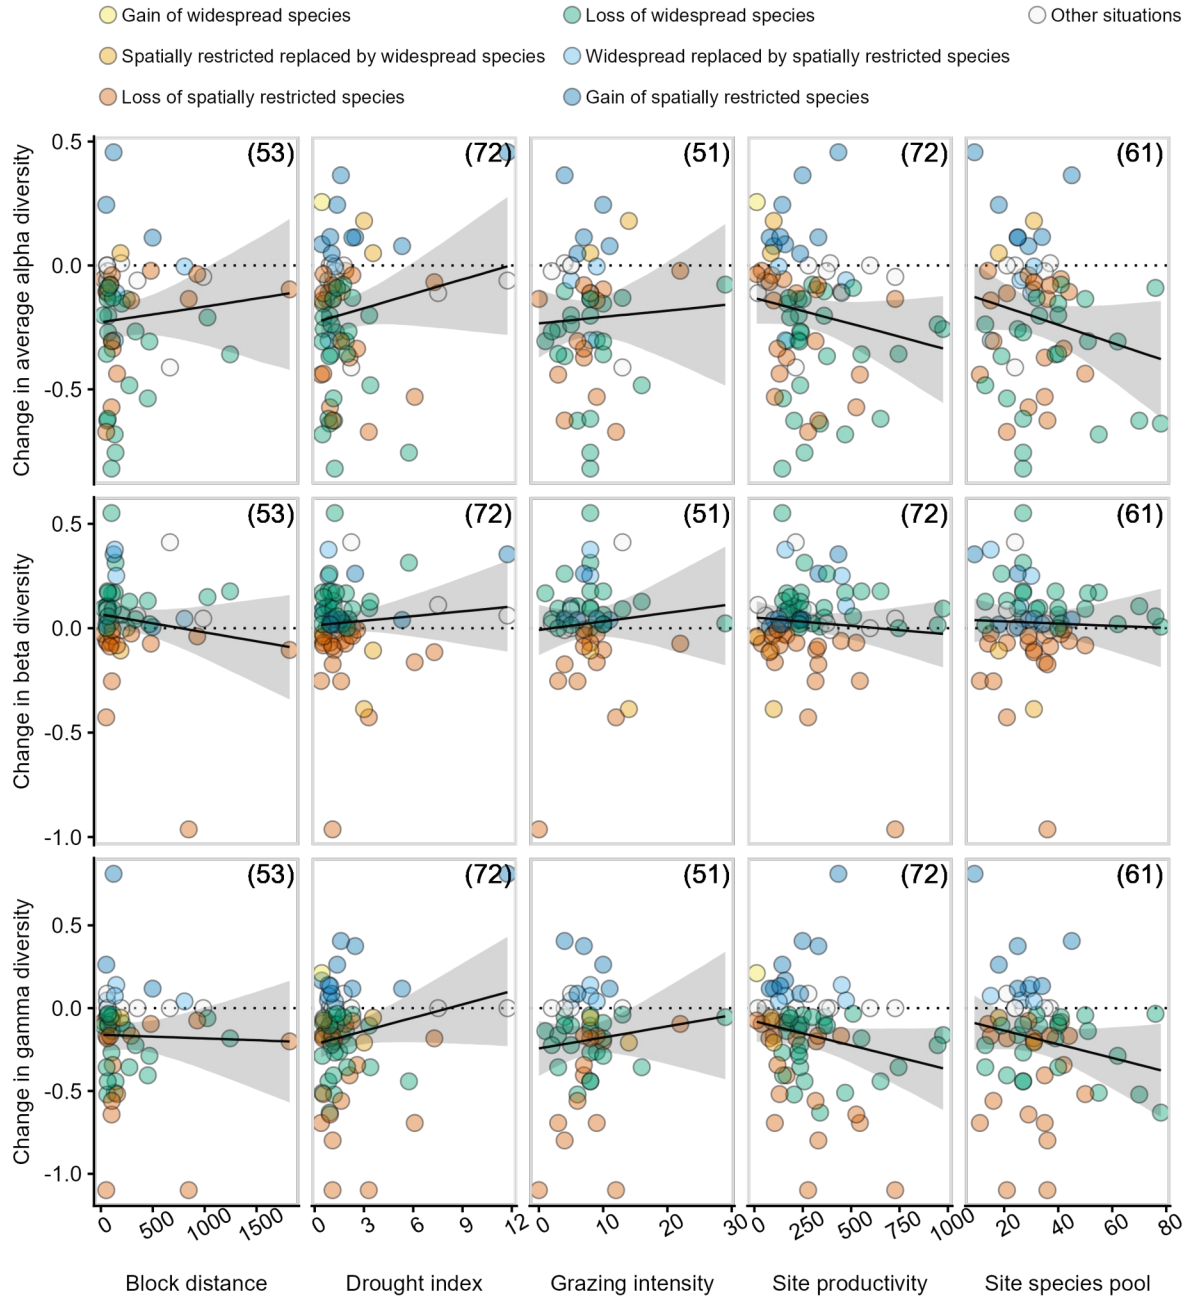 Gain of widespread species
Loss of widespread species
Other situations
Spatially restricted replaced by widespread species
Widespread replaced by spatially restricted species
Loss of spatially restricted species
Gain of spatially restricted species
Change in average alpha diversity
0.5
0.0
-0.5
(53)
(72)
(51)
(72)
(61)
Change in beta diversity
0.5
0.0
-0.5
-1.0
(53)
(72)
(51)
(72)
(61)
Change in gamma diversity
0.5
0.0
-0.5
-1.0
(53)
(72)
(51)
(72)
(61)
0 500 1000 1500
0 3 6 9 12
0 10 20 30
0 250 500 750 1000
20 40 60 80
Block distance
Drought index
Grazing intensity
Site productivity
Site species pool